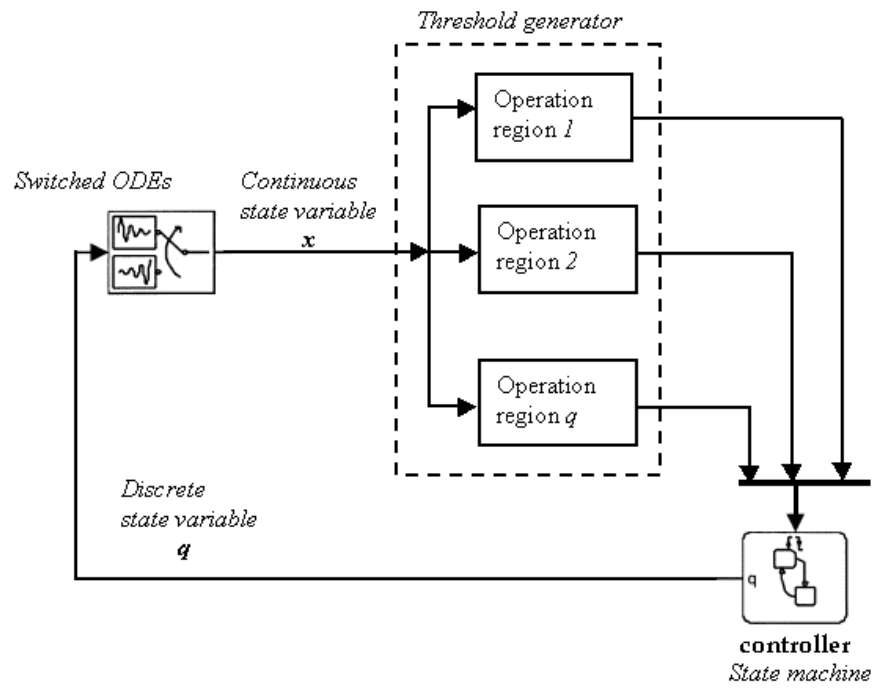 Threshold generator
Operation
region 1
Switched ODEs
Continuous
state variable
x
Operation
region 2
Operation
region q
Discrete
state variable
q
q
controller
State machine